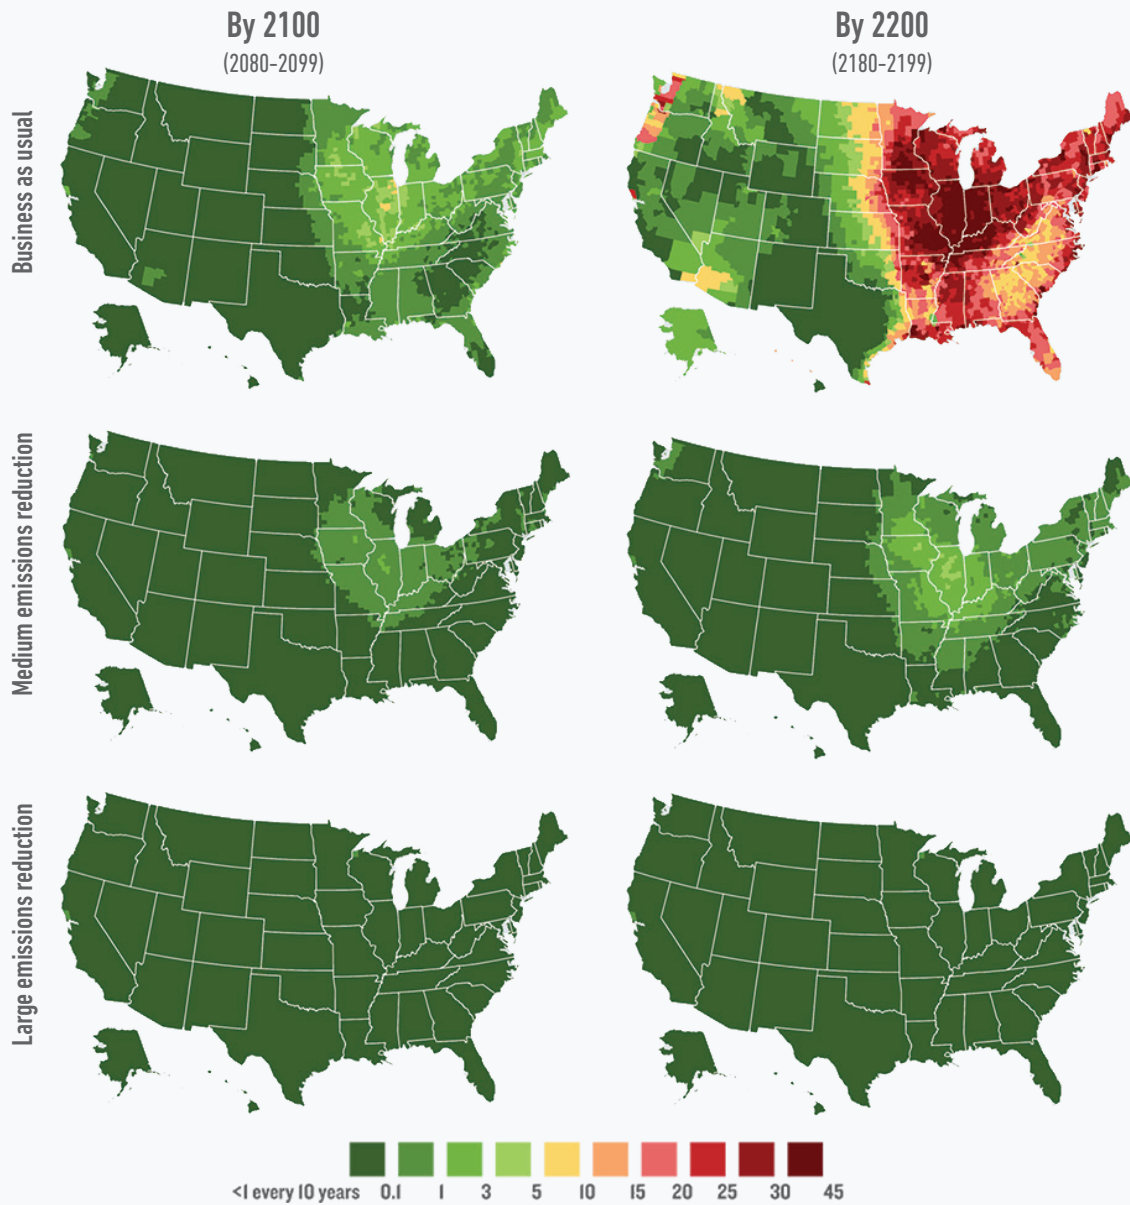 By 2100
(2080-2099)
By 2200
(2180-2199)
Business as usual
Medium emissions reduction
Large emissions reduction
<1 every 10 years 0.1 1 3 5 10 15 20 25 30 45